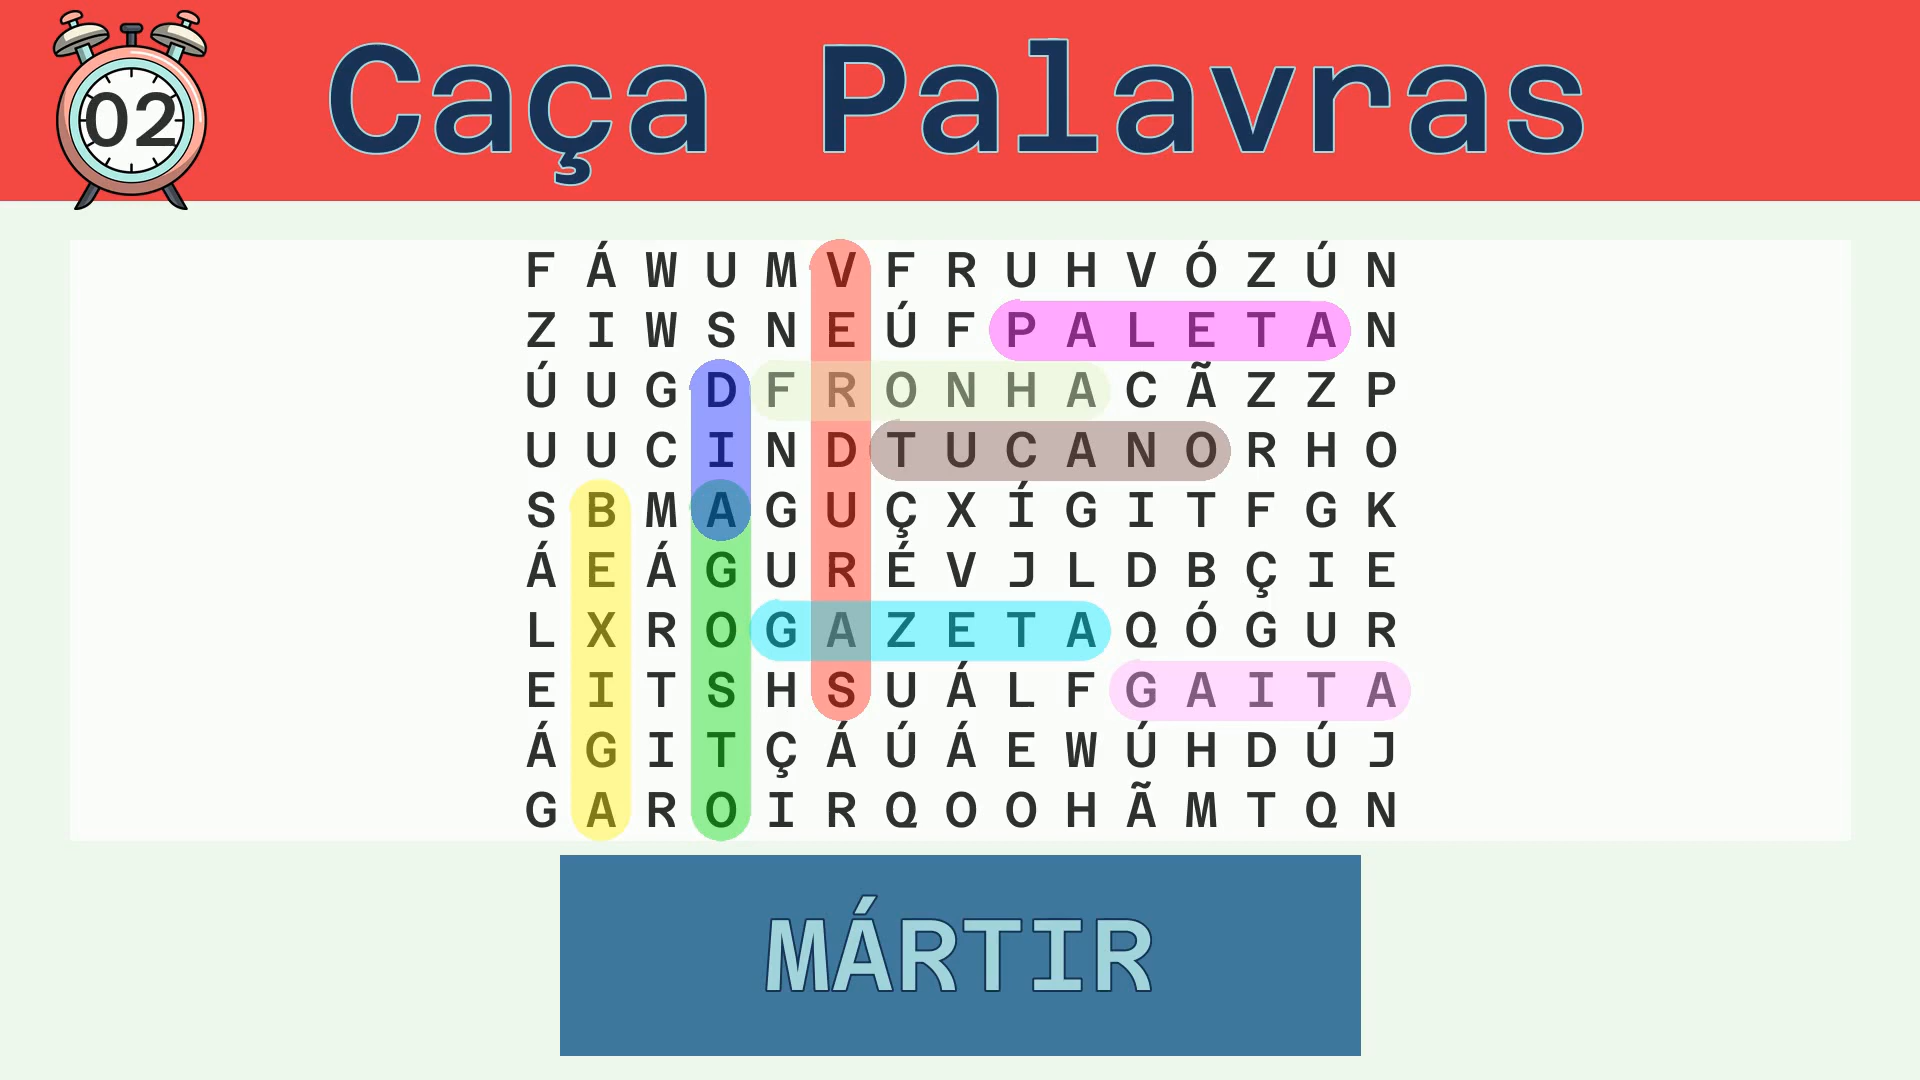 02
Caça Palavras
F Á W U M V F R U H V Ó Z Ú N
Z I W S N E Ú F P A L E T A N
Ú U G D F R O N H A C Ã Z Z P
U U C I N D T U C A N O R H O
S B M A G U Ç X Í G I T F G K
Á E Á G U R É V J L D B Ç I E
L X R O G A Z E T A Q Ó G U R
E I T S H S U Á L F G A I T A
Á G I T Ç Á Ú Á E W Ú H D Ú J
G A R O I R Q O O H Ã M T Q N
MÁRTIR